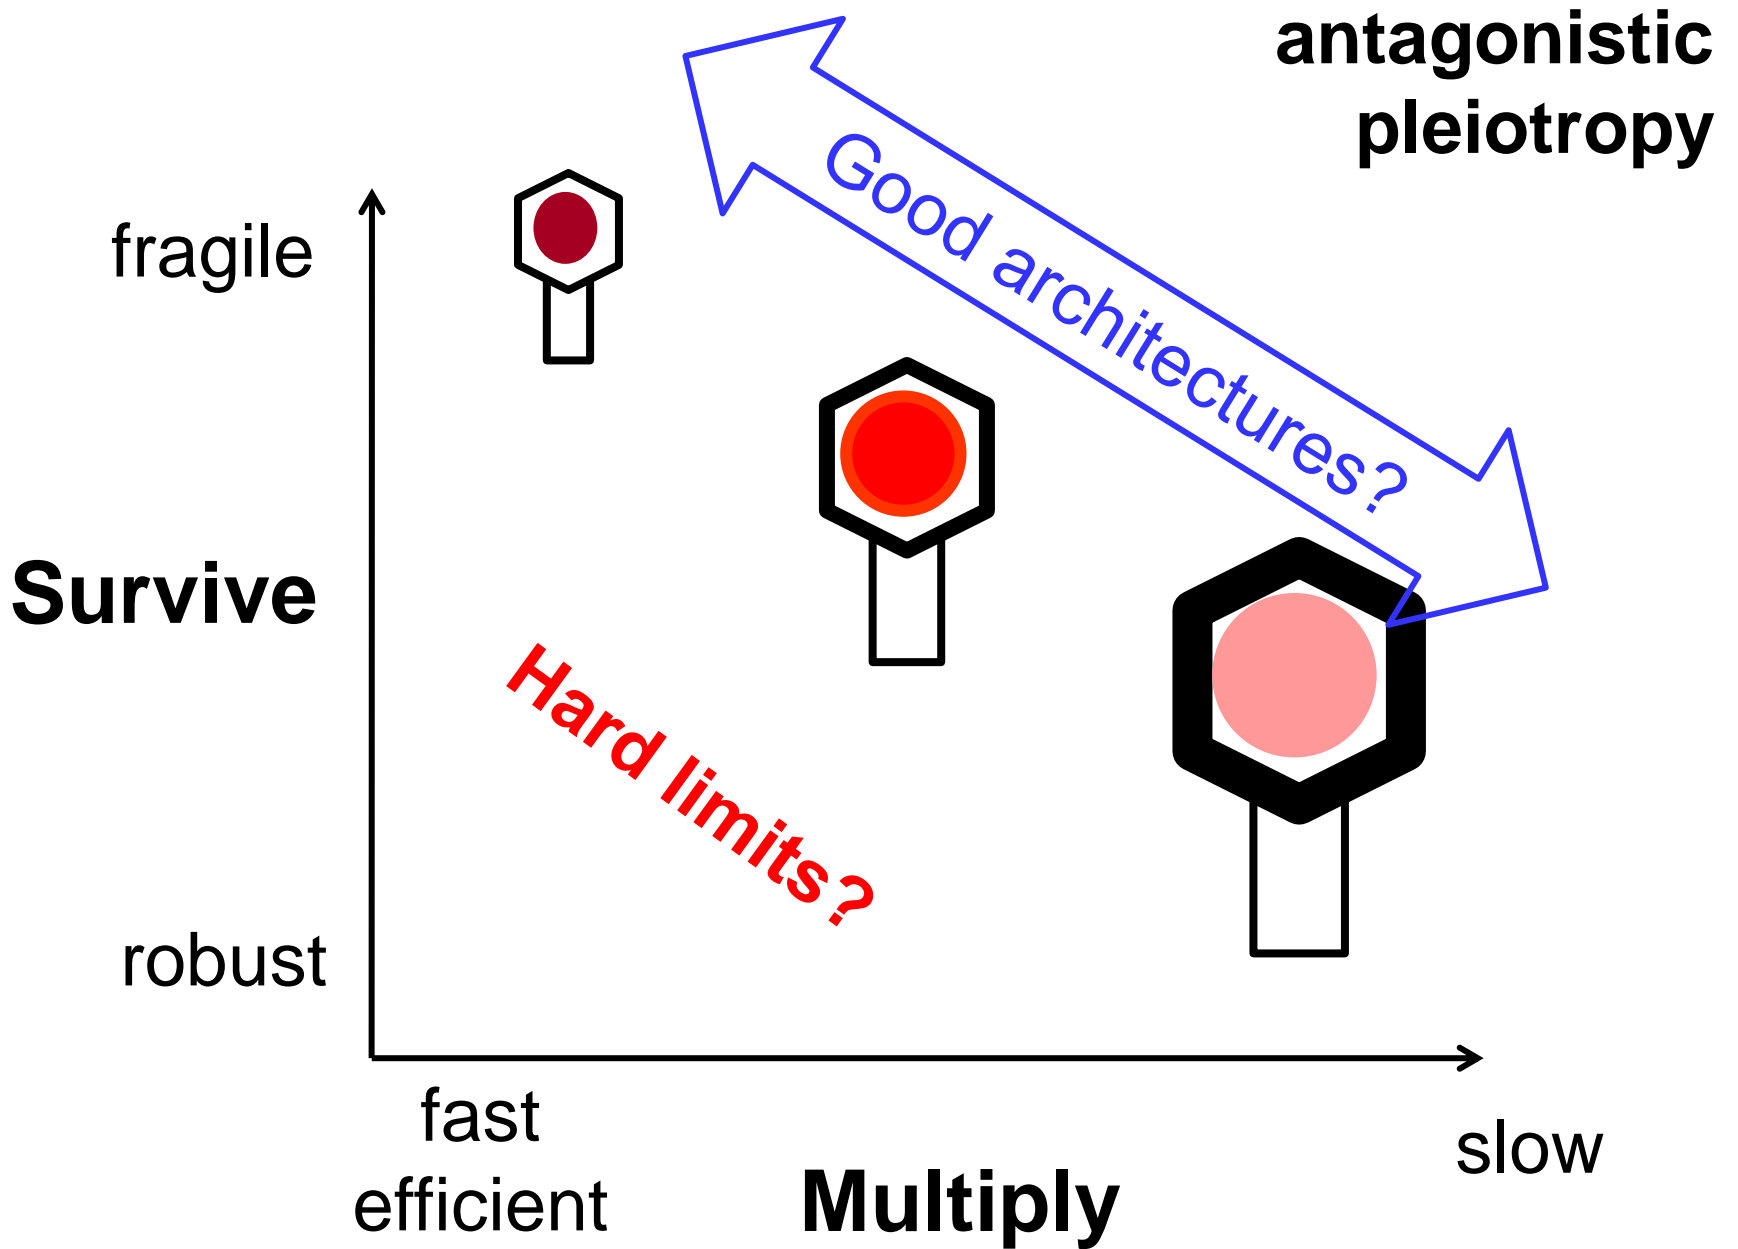 antagonistic
pleiotropy
Good architectures?
fragile
Survive
Hard limits?
robust
fast
efficient
Multiply
slow